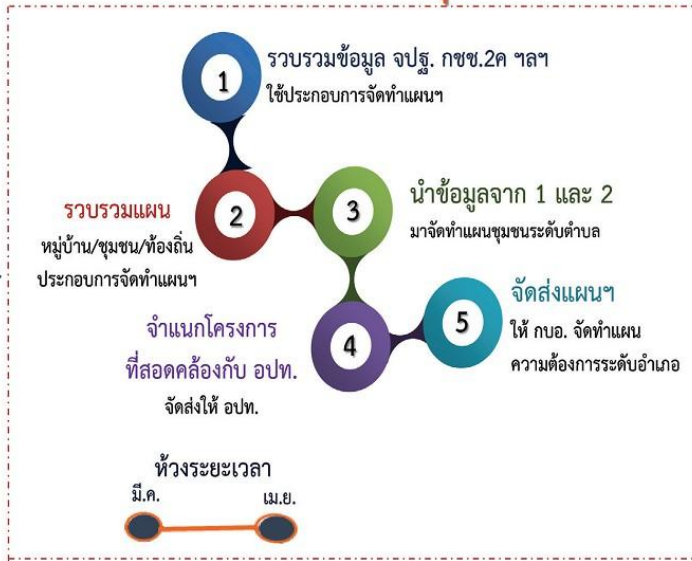 1
รวบรวมข้อมูล จปฐ. กชช.2ค ฯลฯ
ใช้ประกอบการจัดทำแผนฯ
2
รวบรวมแผน
หมู่บ้าน/ชุมชน/ท้องถิ่น
ประกอบการจัดทำแผนฯ
3
นำข้อมูลจาก 1 และ 2
มาจัดทำแผนชุมชนระดับตำบล
4
จำแนกโครงการ
ที่สอดคล้องกับ อปท.
จัดส่งให้ อปท.
5
จัดส่งแผนฯ
ให้ กบอ. จัดทำแผน
ความต้องการระดับอำเภอ
ห้วงระยะเวลา
มี.ค.
เม.ย.